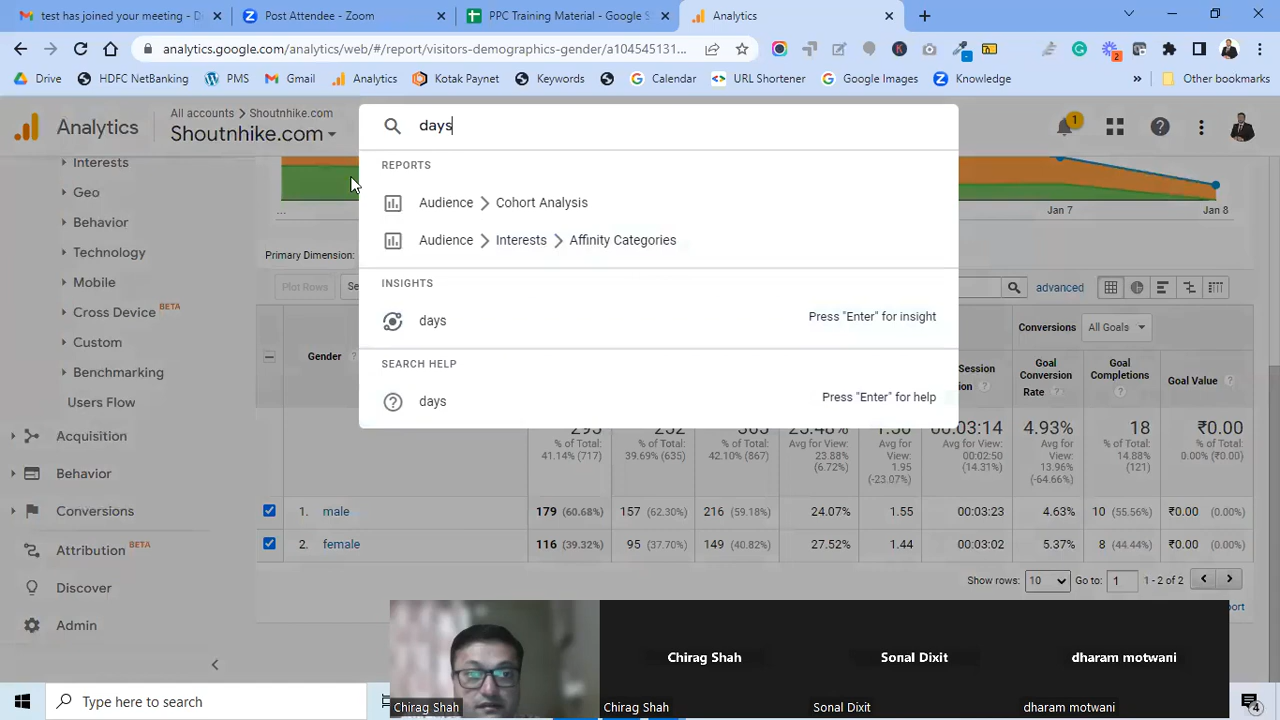 test has joined your meeting -
Post Attendee - Zoom
PPC Training Material - Google S
Analytics
analytics.google.com/analytics/web/#/report/visitors-demographics-gender/a104545131...
Drive
HDFC NetBanking
PMS
Gmail
Analytics
Kotak Paynet
Keywords
Calendar
URL Shortener
Google Images
Knowledge
»
Other bookmarks
Analytics
All accounts > Shoutnhike.com
Shoutnhike.com
1
days
REPORTS
Audience > Cohort Analysis
Audience > Interests > Affinity Categories
INSIGHTS
days
Press "Enter" for insight
SEARCH HELP
days
Press "Enter" for help
Interests
Geo
Behavior
Technology
Mobile
Cross Device BETA
Custom
Benchmarking
Users Flow
Acquisition
Behavior
Conversions
Attribution BETA
Discover
Admin
...
Jan 7
Jan 8
Primary Dimension:
Plot Rows
advanced
Gender
Session
Conversions
All Goals
Goal Conversion Rate
Goal Completions
Goal Value
% of Total: 41.14% (717)
% of Total: 39.69% (635)
% of Total: 42.10% (867)
Avg for View: 23.88% (6.72%)
Avg for View: 1.95 (-23.07%)
00:03:14
Avg for View: 00:02:50 (14.31%)
4.93%
Avg for View: 13.96% (-64.66%)
18
% of Total: 14.88% (121)
₹0.00
% of Total: 0.00% (₹0.00)
1. male 179 (60.68%) 157 (62.30%) 216 (59.18%) 24.07% 1.55 00:03:23 4.63% 10 (55.56%) ₹0.00 (0.00%)
2. female 116 (39.32%) 95 (37.70%) 149 (40.82%) 27.52% 1.44 00:03:02 5.37% 8 (44.44%) ₹0.00 (0.00%)
Show rows: 10 Go to: 1 1 - 2 of 2
Chirag Shah
Chirag Shah
Chirag Shah
Sonal Dixit
Sonal Dixit
dharam motwani
dharam motwani
Type here to search
4